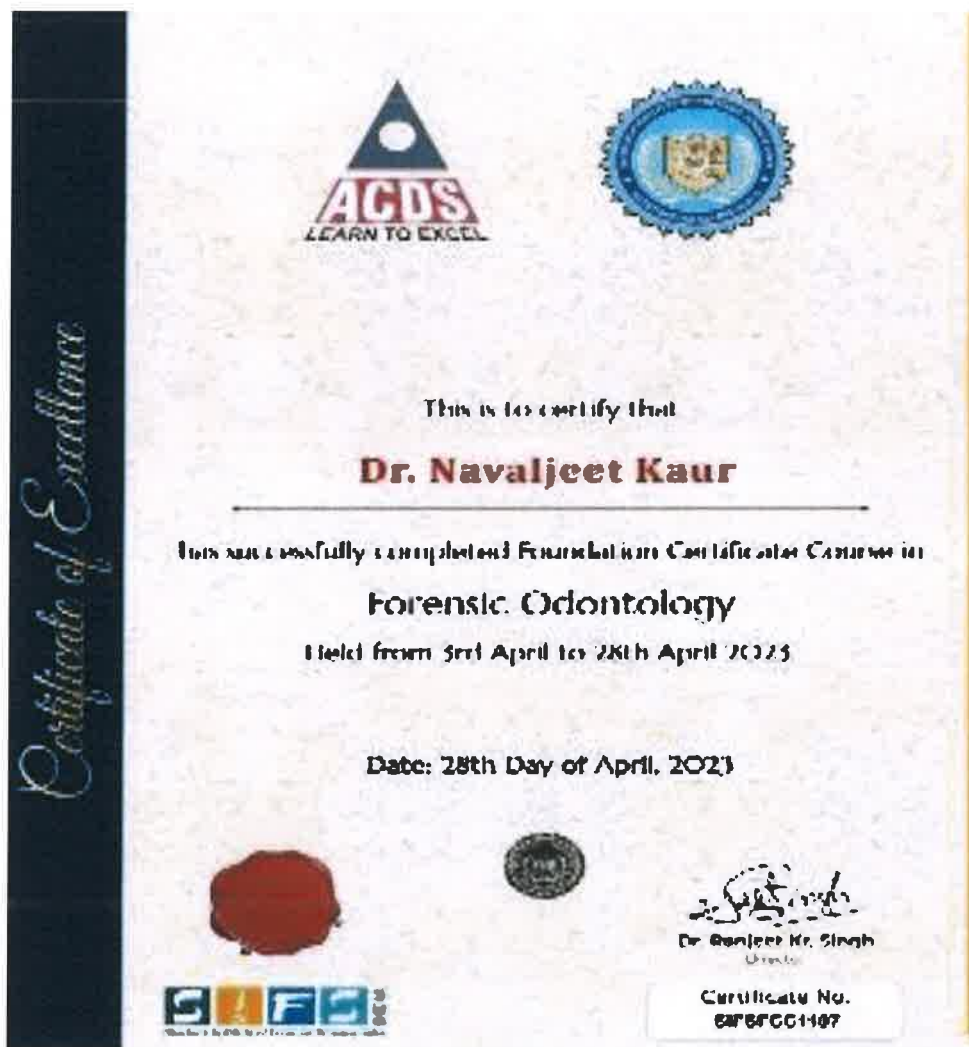 Certificate of Excellence
ACDS
LEARN TO EXCEL
This is to certify that
Dr. Navaljeet Kaur
has successfully completed Foundation Certificate Course in
Forensic Odontology
Held from 3rd April to 28th April 2023
Date: 28th Day of April, 2023
Dr. Ranjeet Kr. Singh
Director
SIFS
Certificate No.